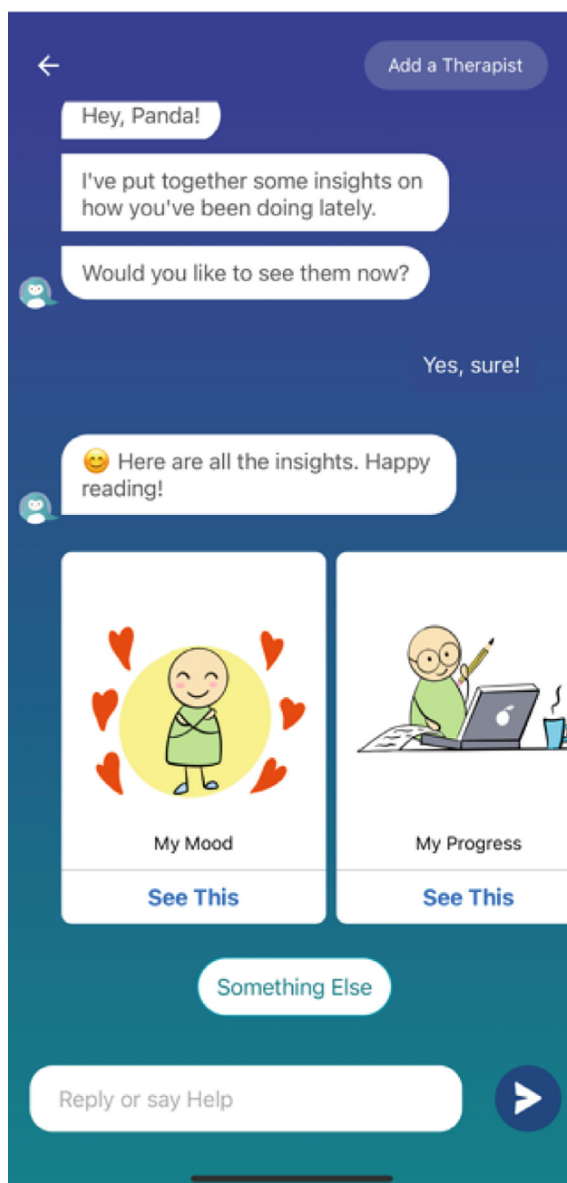 Add a Therapist
Hey, Panda!
I've put together some insights on
how you've been doing lately.
Would you like to see them now?
Yes, sure!
😊 Here are all the insights. Happy
reading!
My Mood
See This
My Progress
See This
Something Else
Reply or say Help